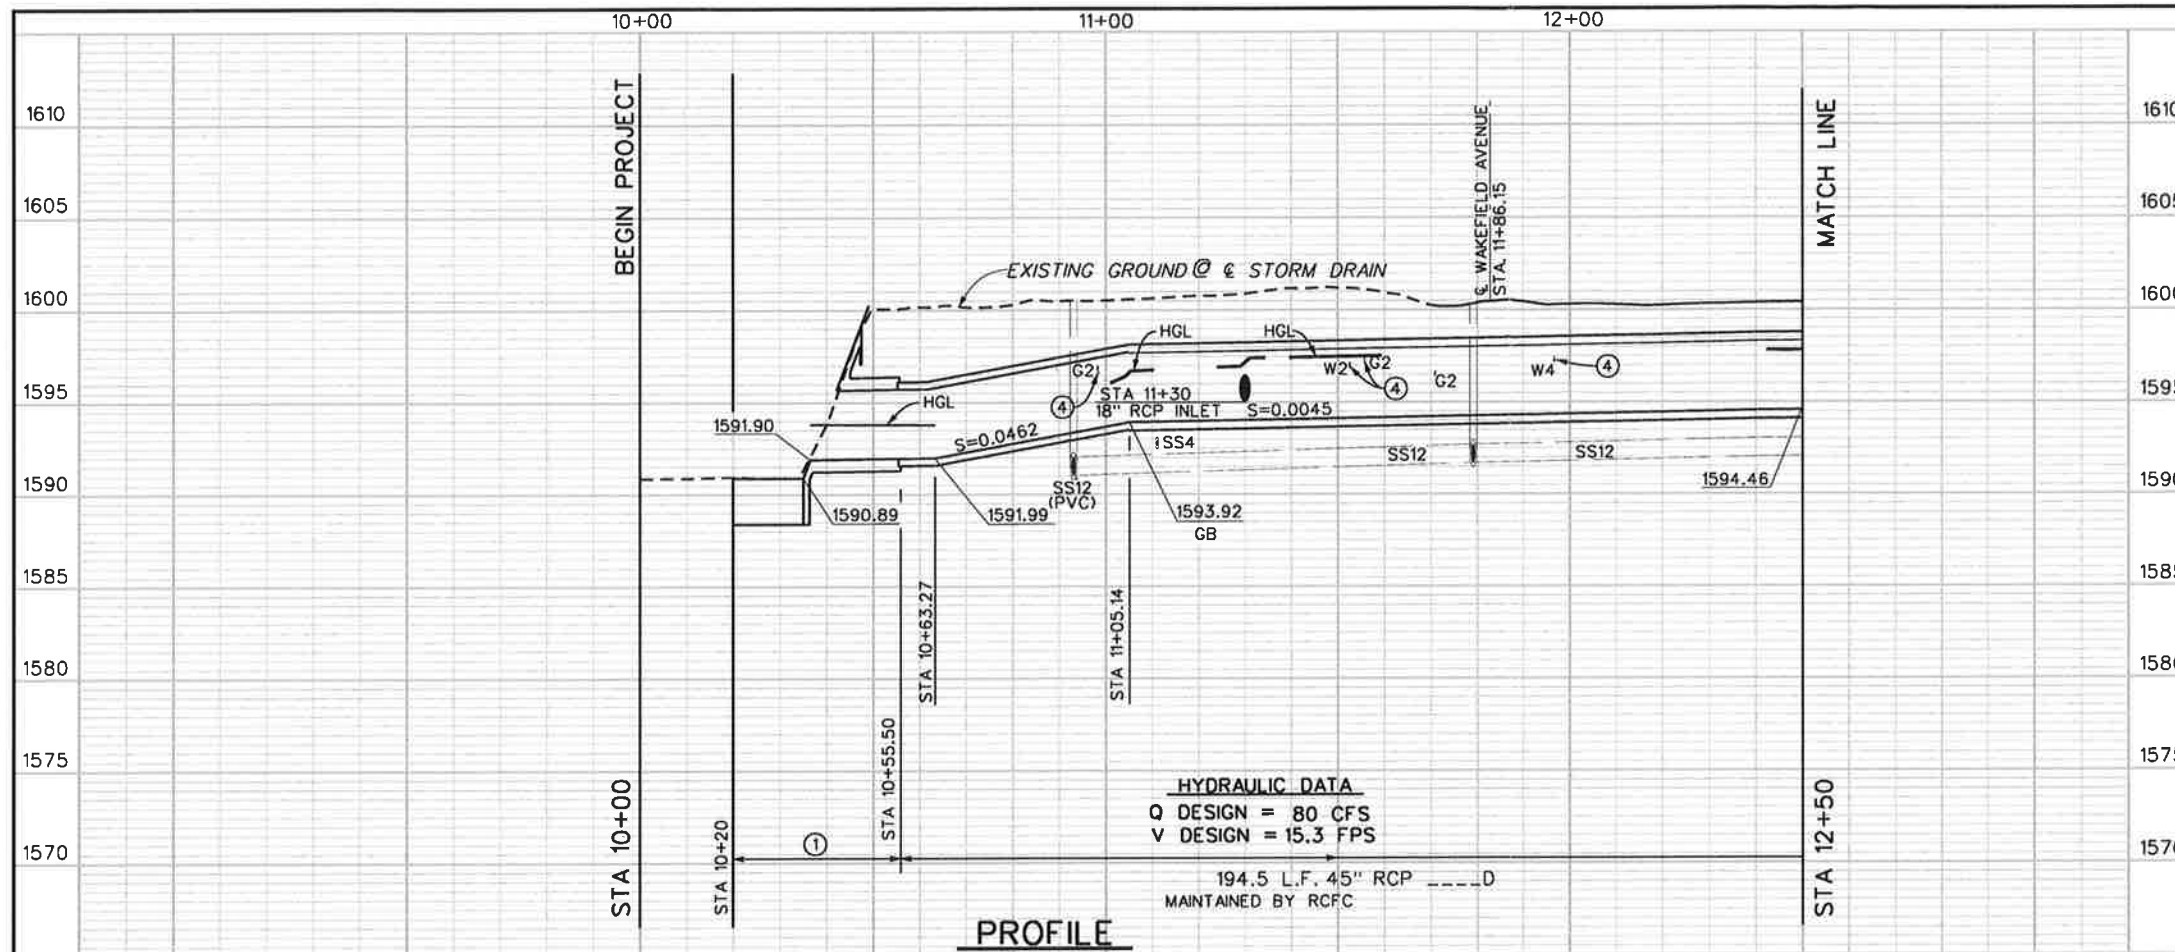 10+00
11+00
12+00
1610
1605
1600
1595
1590
1585
1580
1575
1570
BEGIN PROJECT
STA 10+00
STA 10+20
EXISTING GROUND @ ℄ STORM DRAIN
℄ WAKEFIELD AVENUE
STA. 11+86.15
MATCH LINE
STA 12+50
HGL
HGL
HGL
G2
4
STA 11+30
18" RCP INLET
S=0.0045
W2
G2
4
G2
W4
4
1591.90
S=0.0462
SS4
SS12
SS12
SS12
(PVC)
1590.89
1591.99
1593.92
GB
1594.46
STA 10+63.27
STA 11+05.14
STA 10+55.50
1
HYDRAULIC DATA
Q DESIGN = 80 CFS
V DESIGN = 15.3 FPS
194.5 L.F. 45" RCP ____D
MAINTAINED BY RCFC
PROFILE
1610
1605
160
1595
1590
1585
1580
1575
1570